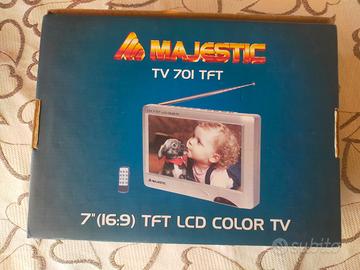 MAJESTIC
TV 701 TFT
MAJESTIC
7"(16:9) TFT LCD COLOR TV
subito